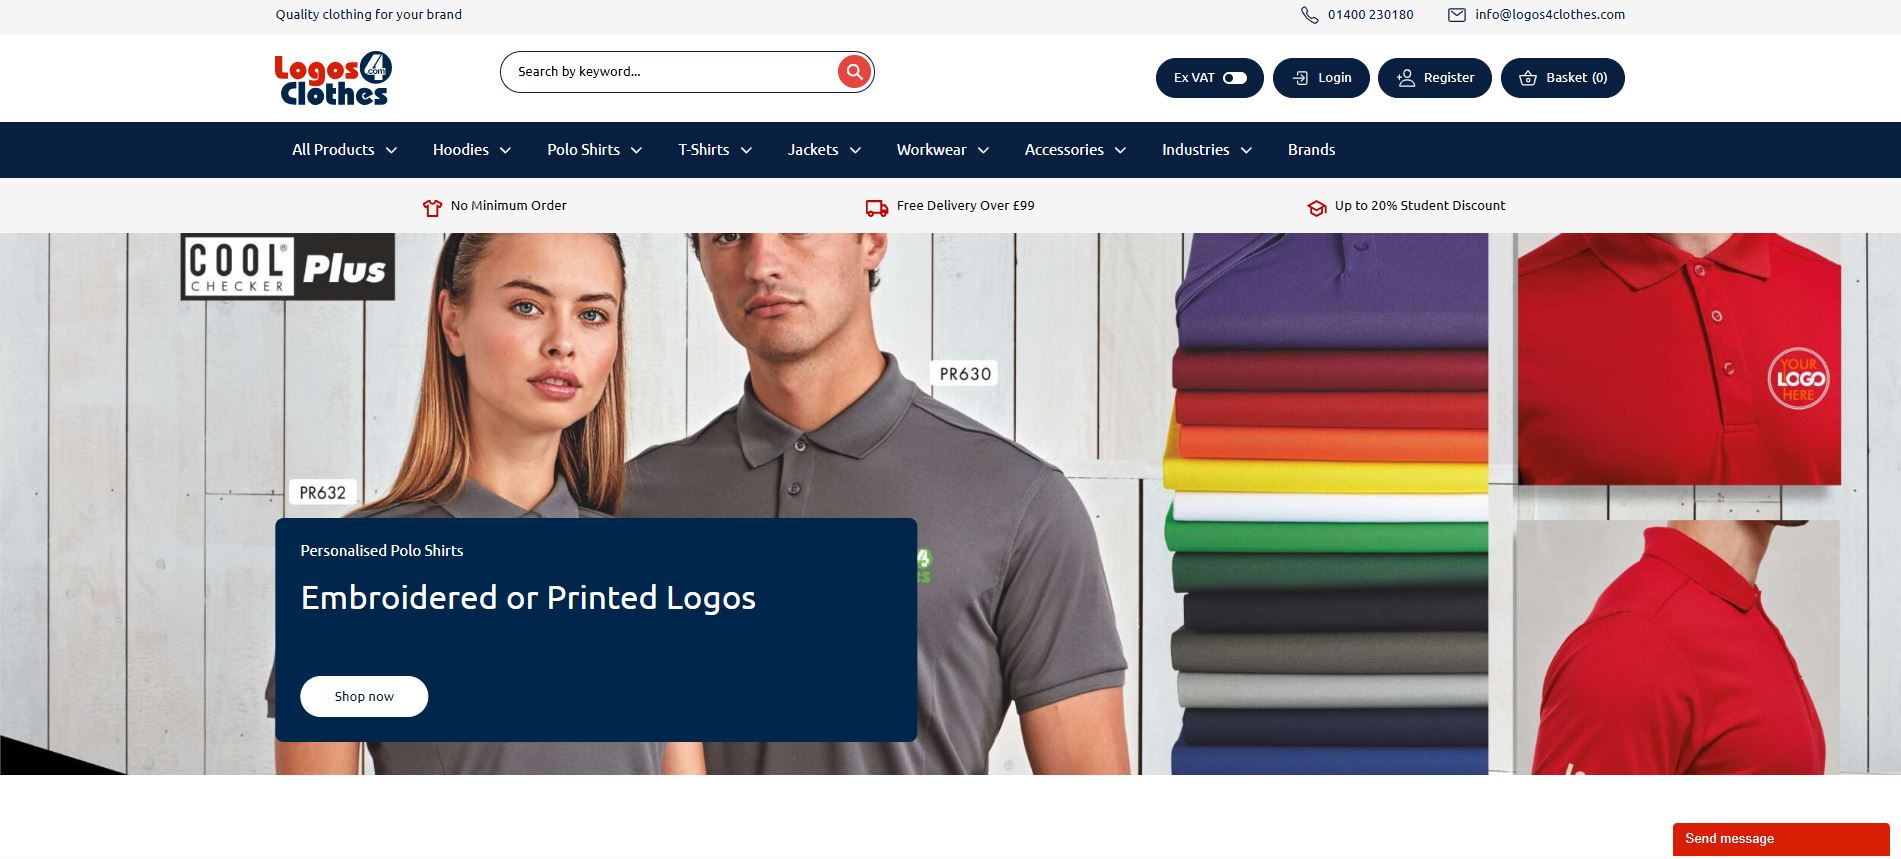 Quality clothing for your brand
01400 230180
info@logos4clothes.com
Logos4
.com
Clothes
Search by keyword...
Ex VAT
Login
Register
Basket (0)
All Products
Hoodies
Polo Shirts
T-Shirts
Jackets
Workwear
Accessories
Industries
Brands
No Minimum Order
Free Delivery Over £99
Up to 20% Student Discount
COOL®
CHECKER
Plus
PR630
YOUR
LOGO
HERE
PR632
4
Personalised Polo Shirts
Embroidered or Printed Logos
Shop now
Send message